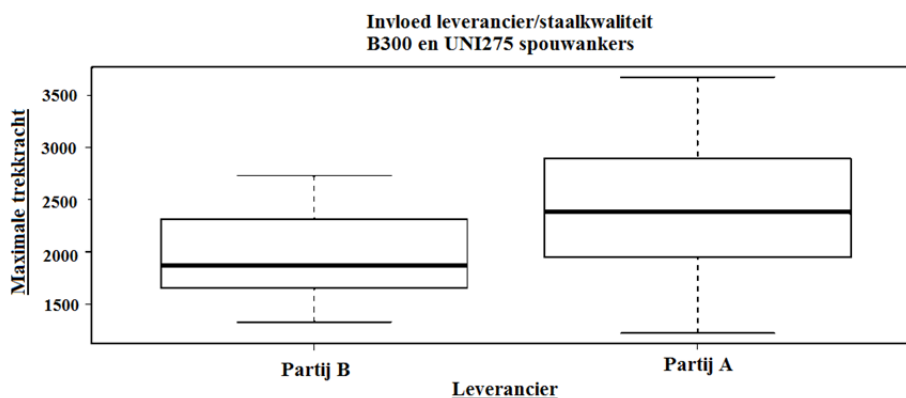 Invloed leverancier/staalkwaliteit
B300 en UNI275 spouwankers
Maximale trekkracht
3500
3000
2500
2000
1500
Partij B
Partij A
Leverancier